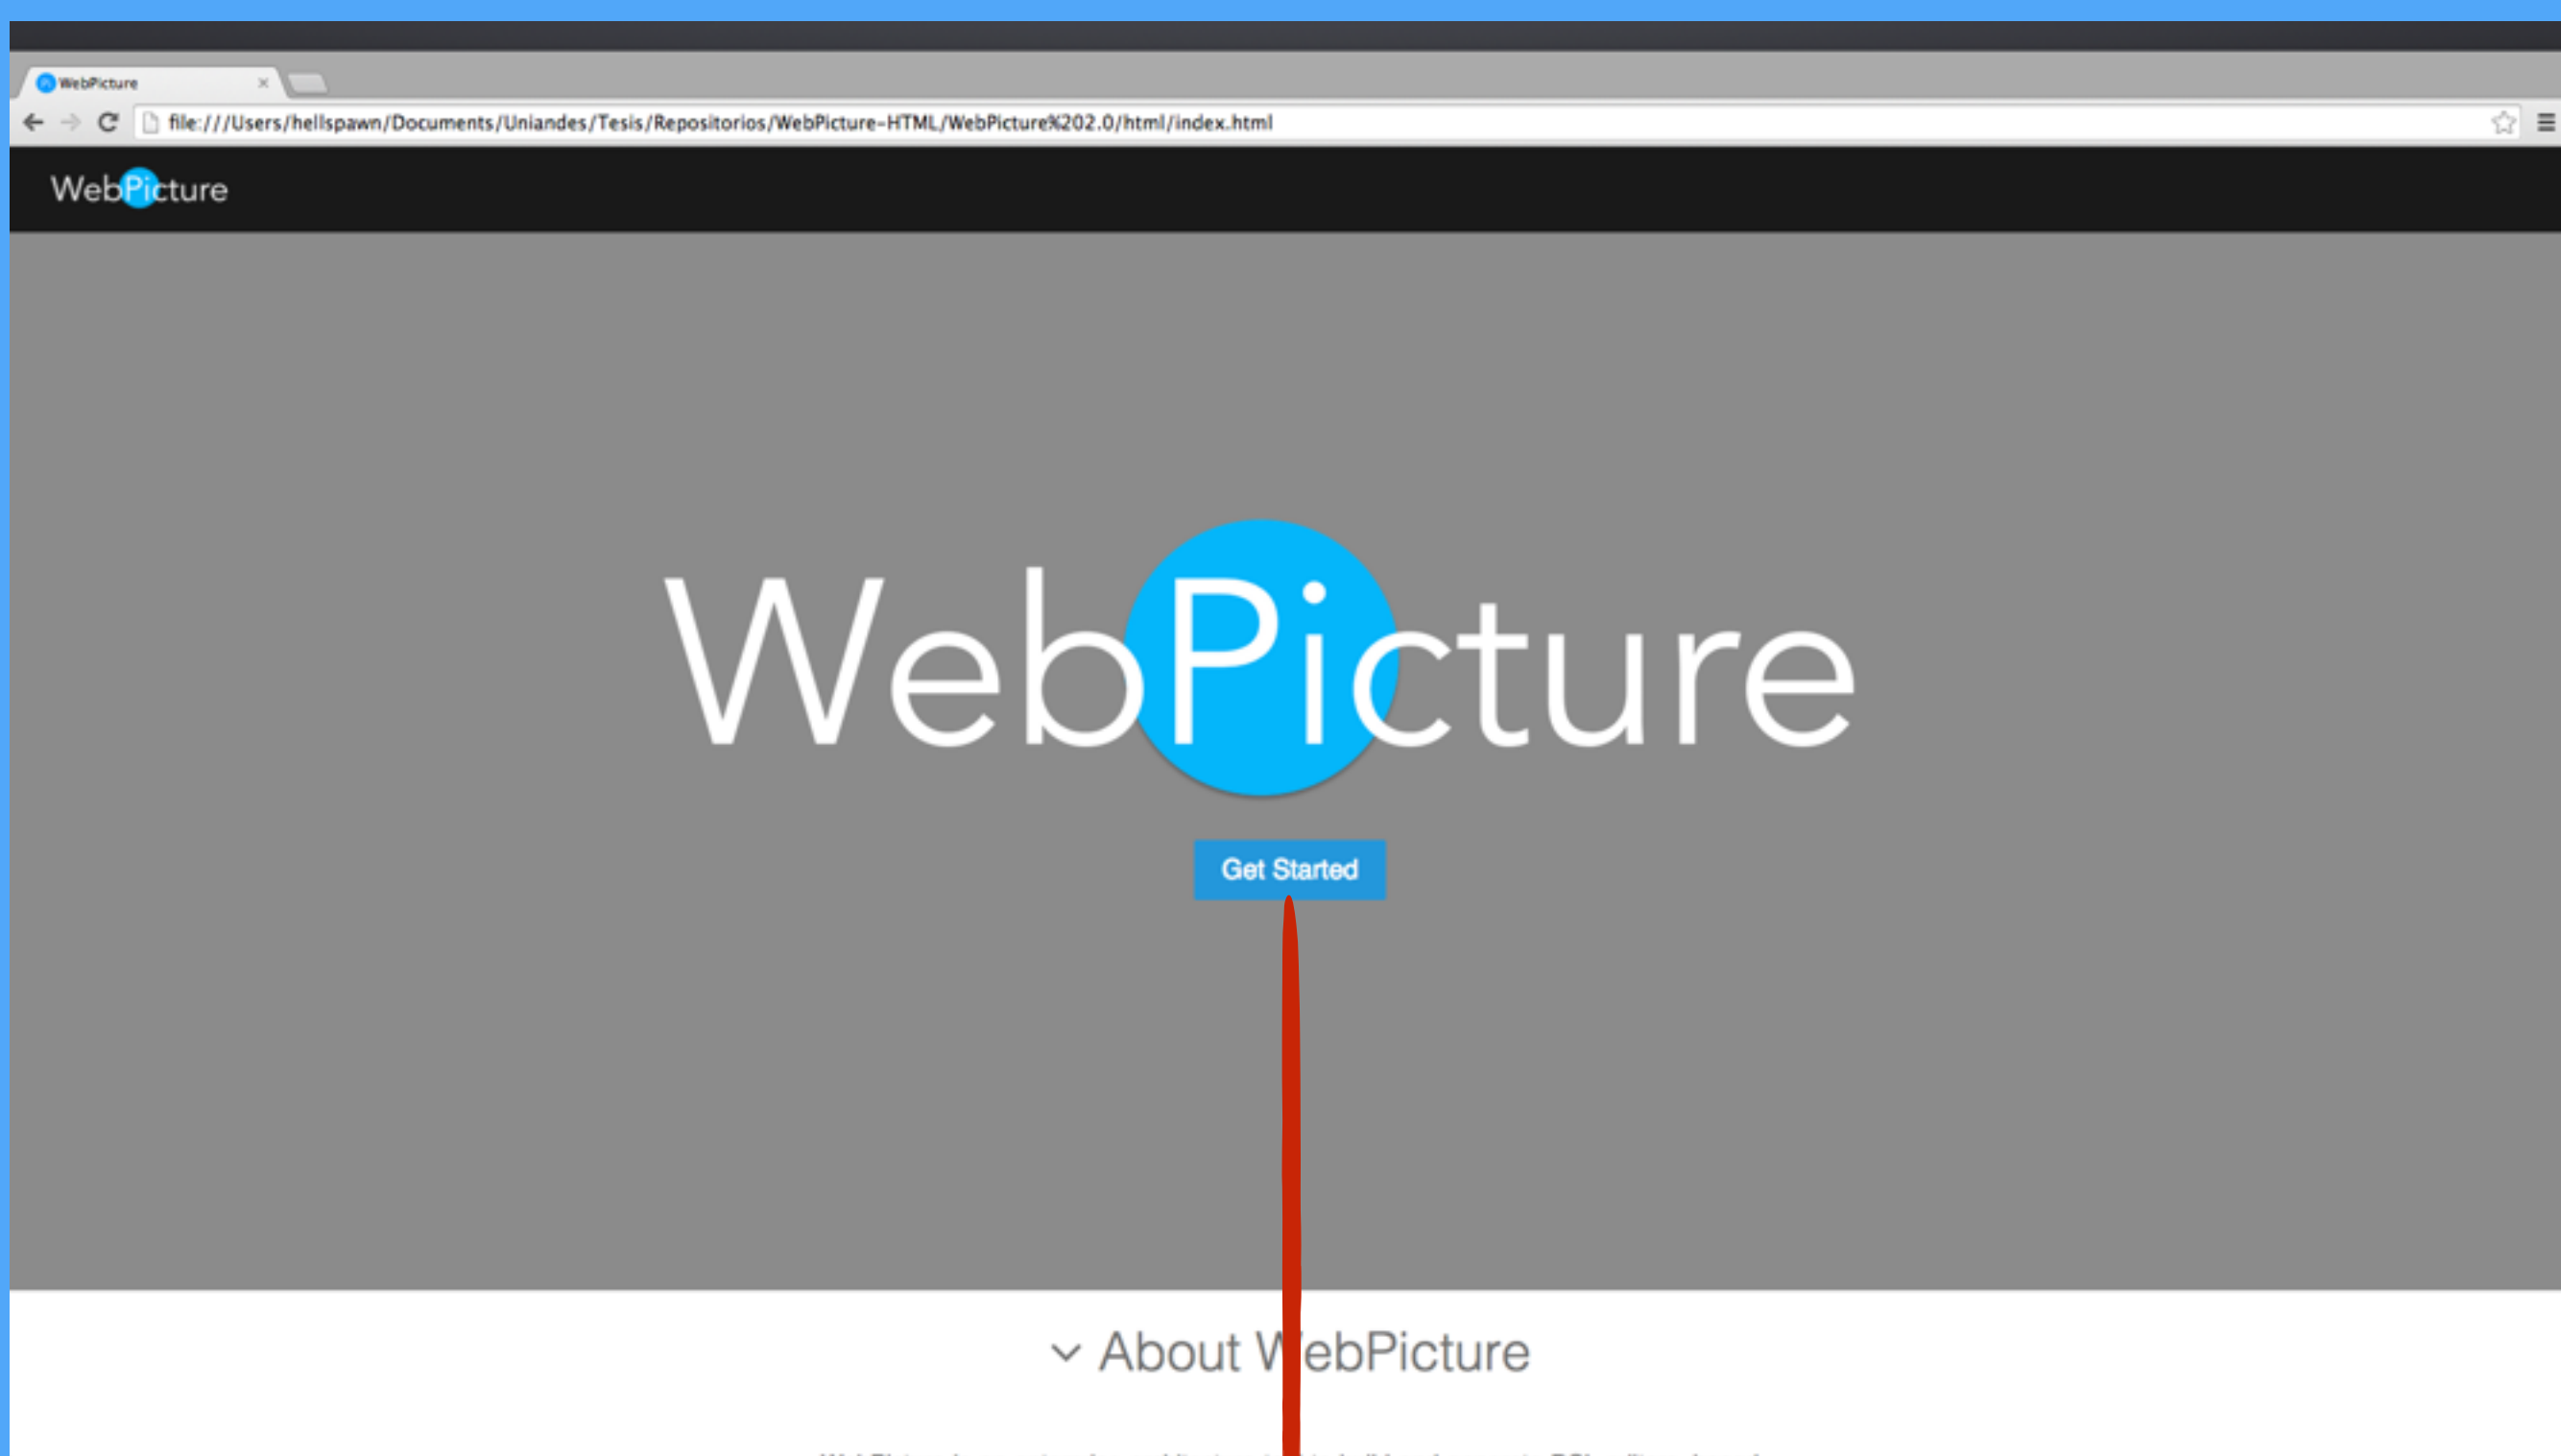 WebPicture
file:///Users/hellspawn/Documents/Uniandes/Tesis/Repositorios/WebPicture-HTML/WebPicture%202.0/html/index.html
WebPicture
WebPicture
Get Started
About WebPicture